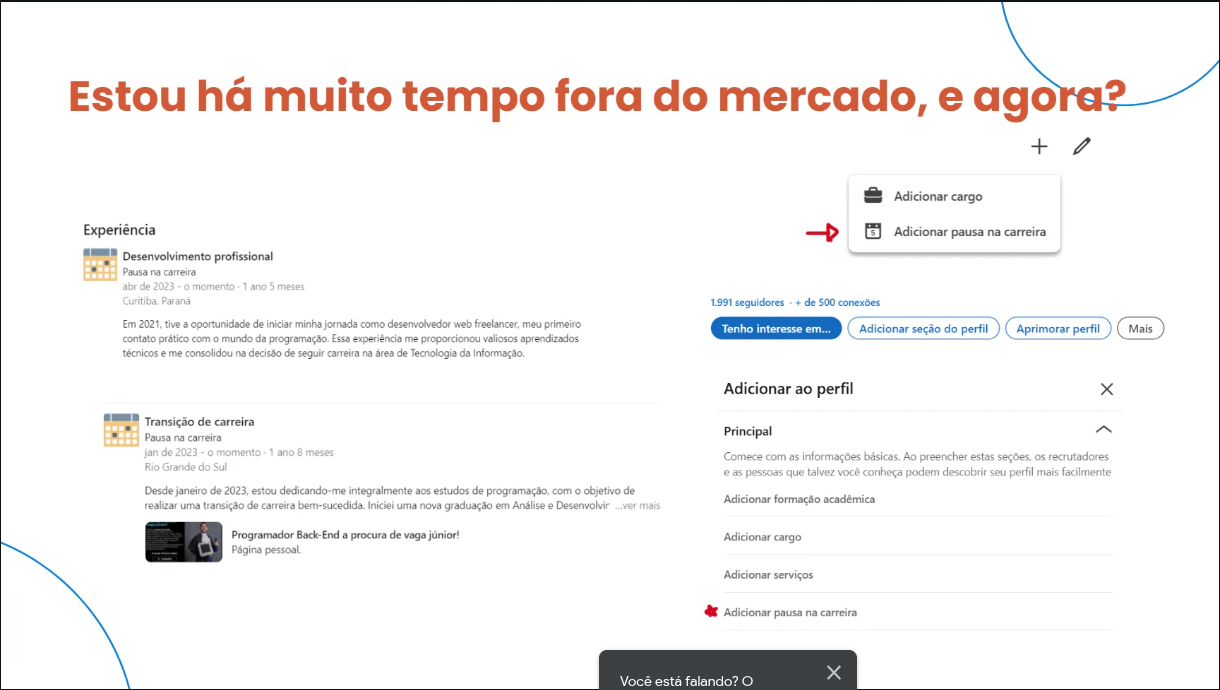 Estou há muito tempo fora do mercado, e agora?
Experiência
Desenvolvimento profissional
Pausa na carreira
abr de 2023 - o momento · 1 ano 5 meses
Curitiba, Paraná
Em 2021, tive a oportunidade de iniciar minha jornada como desenvolvedor web freelancer, meu primeiro
contato prático com o mundo da programação. Essa experiência me proporcionou valiosos aprendizados
técnicos e me consolidou na decisão de seguir carreira na área de Tecnologia da Informação.
Transição de carreira
Pausa na carreira
jan de 2023 - o momento · 1 ano 8 meses
Rio Grande do Sul
Desde janeiro de 2023, estou dedicando-me integralmente aos estudos de programação, com o objetivo de
realizar uma transição de carreira bem-sucedida. Iniciei uma nova graduação em Análise e Desenvolvir ...ver mais
Programador Back-End a procura de vaga júnior!
Página pessoal.
Adicionar cargo
5
Adicionar pausa na carreira
1.991 seguidores · + de 500 conexões
Tenho interesse em... Adicionar seção do perfil Aprimorar perfil Mais
Adicionar ao perfil
Principal
Comece com as informações básicas. Ao preencher estas seções, os recrutadores
e as pessoas que talvez você conheça podem descobrir seu perfil mais facilmente
Adicionar formação acadêmica
Adicionar cargo
Adicionar serviços
Adicionar pausa na carreira
Você está falando? O